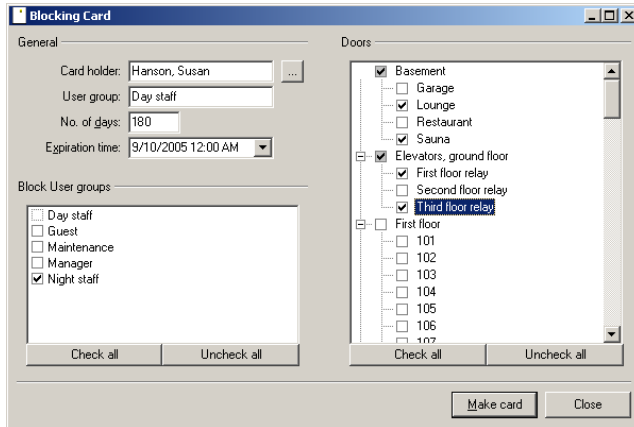 Blocking Card
General
Card holder: Hanson, Susan ...
User group: Day staff
No. of days: 180
Expiration time: 9/10/2005 12:00 AM
Block User groups
Day staff
Guest
Maintenance
Manager
Night staff
Check all Uncheck all
Doors
Basement
Garage
Lounge
Restaurant
Sauna
Elevators, ground floor
First floor relay
Second floor relay
Third floor relay
First floor
101
102
103
104
105
106
107
Check all Uncheck all
Make card Close